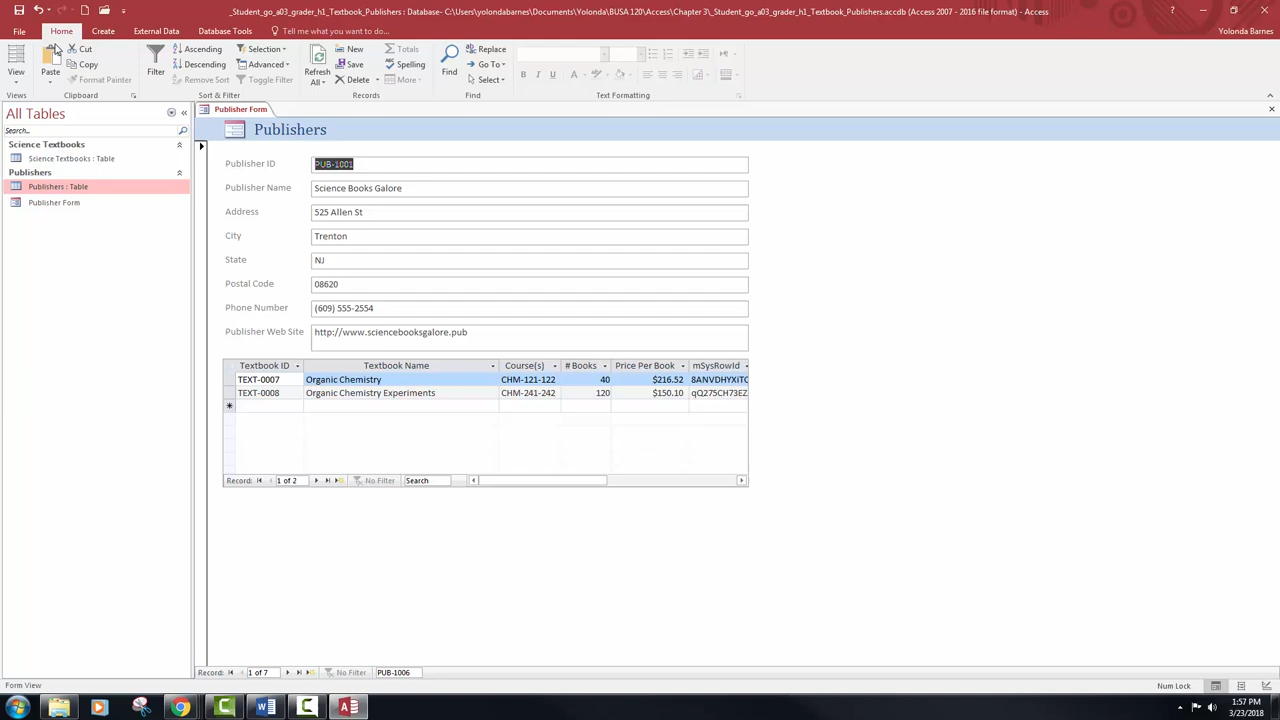 _Student_go_a03_grader_h1_Textbook_Publishers : Database- C:\Users\yolondabarnes\Documents\Yolonda\BUSA 120\Access\Chapter 3\_Student_go_a03_grader_h1_Textbook_Publishers.accdb (Access 2007 - 2016 file format) - Access
File Home Create External Data Database Tools Tell me what you want to do... Yolonda Barnes
View
Views
Paste
Cut
Copy
Format Painter
Clipboard
Filter
Ascending
Descending
Remove Sort
Selection
Advanced
Toggle Filter
Sort & Filter
Refresh
All
New
Save
Delete
Totals
Spelling
More
Records
Find
Replace
Go To
Select
Find
B I U A
Text Formatting
All Tables
Search...
Science Textbooks
Science Textbooks : Table
Publishers
Publishers : Table
Publisher Form
Publisher Form
Publishers
Publisher ID PUB-1001
Publisher Name Science Books Galore
Address 525 Allen St
City Trenton
State NJ
Postal Code 08620
Phone Number (609) 555-2554
Publisher Web Site http://www.sciencebooksgalore.pub
Textbook ID Textbook Name Course(s) # Books Price Per Book mSysRowId
TEXT-0007 Organic Chemistry CHM-121-122 40 $216.52 8ANVDHYXiTC
TEXT-0008 Organic Chemistry Experiments CHM-241-242 120 $150.10 qQ275CH73EZ
Record: 1 of 2 No Filter Search
Record: 1 of 7 No Filter PUB-1006
Form View Num Lock
1:57 PM
3/23/2018